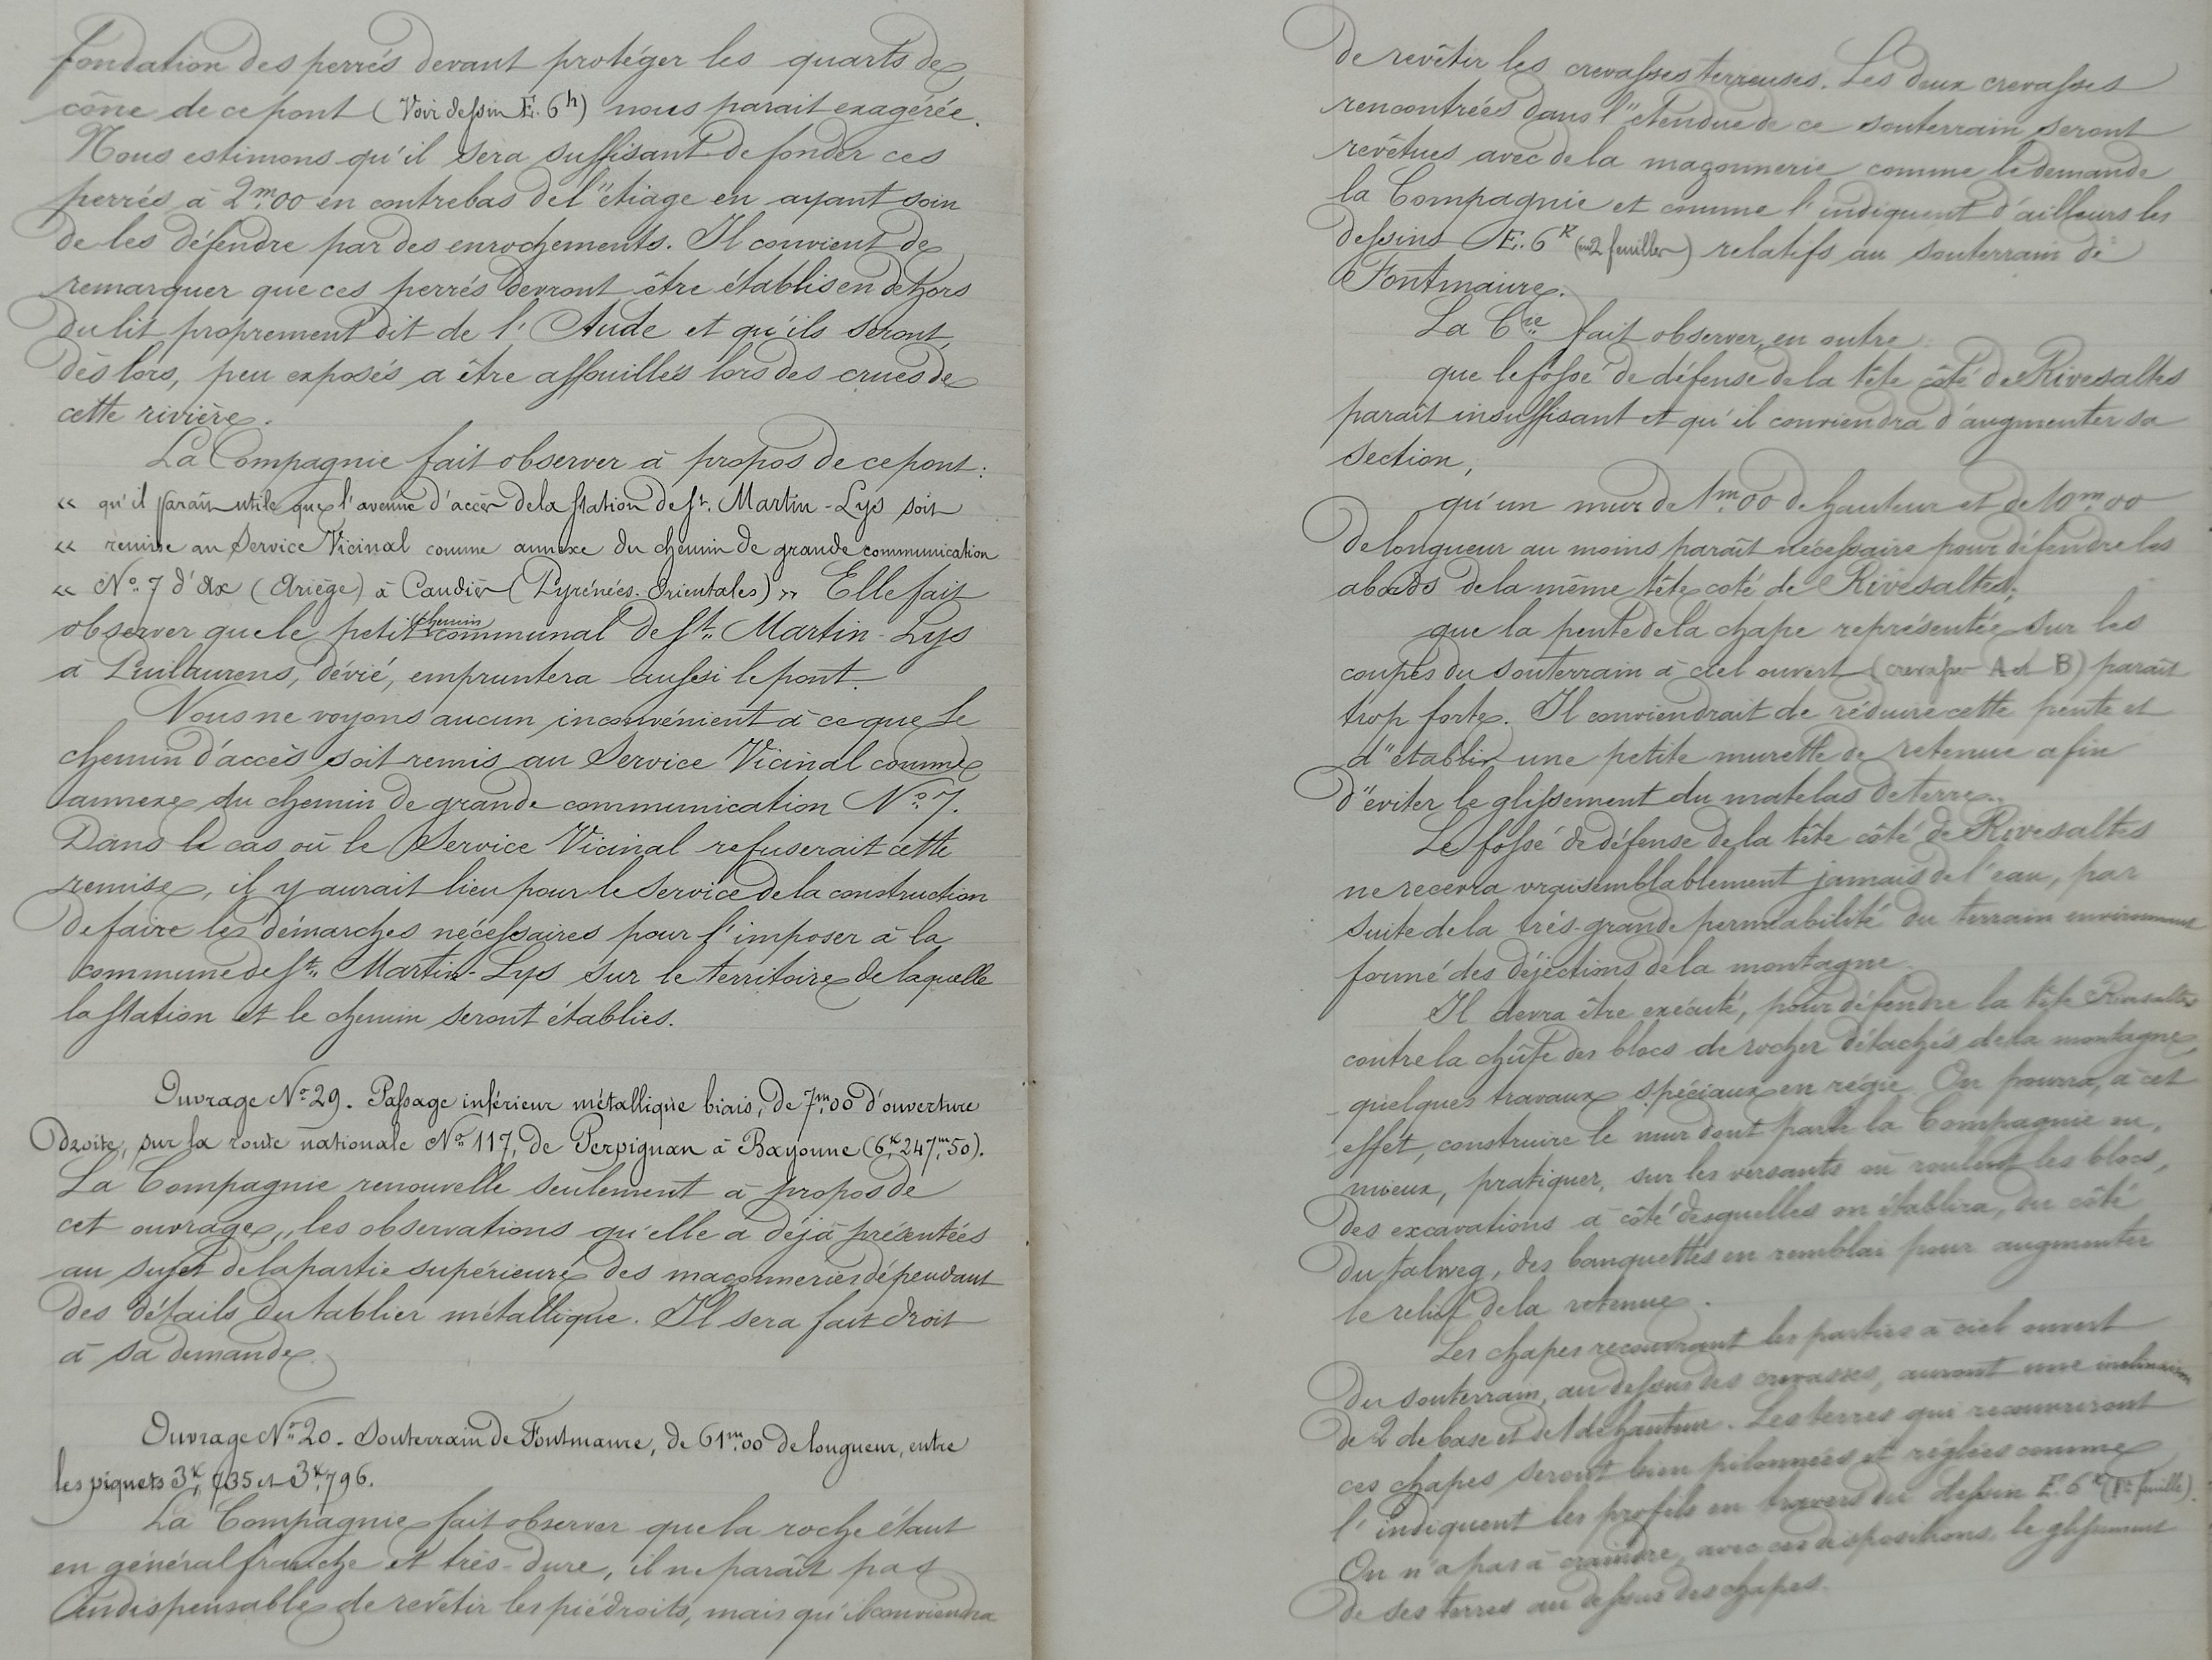 fondation des perrés devant protéger les quarts de
cône de ce pont (Voir dessin E. 6h) nous parait exagérée.
Nous estimons qu'il sera suffisant de fonder ces
perrés à 2m,00 en contrebas de l'étiage en ayant soin
de les défendre par des enrochements. Il convient de
remarquer que ces perrés devront être établis en dehors
du lit proprement dit de l'Aude et qu'ils seront,
dès lors, peu exposés a être affouillés lors des crues de
cette rivière.
La Compagnie fait observer à propos de ce pont:
« qu'il paraît utile que l'avenue d'accès de la station de St. Martin-Lys soit
« remise au Service Vicinal comme annexe du chemin de grande communication
« No. 7 d'Ax (Ariège) à Caudiès (Pyrénées-Orientales) » Elle fait
observer que le petit chemin communal de St. Martin-Lys
à Puilaurens, dévié, empruntera aussi le pont.
Nous ne voyons aucun inconvénient à ce que le
chemin d'accès soit remis au Service Vicinal comme
annexe du chemin de grande communication No. 7.
Dans le cas où le Service Vicinal refuserait cette
remise, il y aurait lieu pour le service de la construction
de faire les démarches nécessaires pour l'imposer à la
commune de St. Martin-Lys sur le territoire de laquelle
la station et le chemin seront établies.
Ouvrage No. 29. Passage inférieur métallique biais, de 7m,00 d'ouverture
droite, sur la route nationale No. 117, de Perpignan à Bayonne (6k,247m,50).
La Compagnie renouvelle seulement à propos de
cet ouvrage, les observations qu'elle a déjà présentées
au sujet de la partie supérieure des maçonneries dépendant
des détails du tablier métallique. Il sera fait droit
à sa demande.
Ouvrage No. 20. Souterrain de Fontmaure, de 61m,00 de longueur, entre
les piquets 3k,735 et 3k,796.
La Compagnie fait observer que la roche étant
en général franche et très-dure, il ne paraît pas
indispensable de revêtir les piédroits, mais qu'il conviendra
de revêtir les crevasses terreuses. Les deux crevasses
rencontrées dans l'étendue de ce souterrain seront
revêtues avec de la maçonnerie comme le demande
la Compagnie et comme l'indiquent d'ailleurs les
dessins E. 6k (en 2 feuilles) relatifs au souterrain de
Fontmaure.
La Cie fait observer, en outre
que le fossé de défense de la tête côté de Rivesaltes
paraît insuffisant et qu'il conviendra d'augmenter sa
section,
qu'un mur de 1m,00 de hauteur et de 10m,00
de longueur au moins paraît nécessaire pour défendre les
abords de la même tête coté de Rivesaltes;
que la pente de la chape représentée sur les
coupes du souterrain à ciel ouvert (crevasse A et B) paraît
trop forte. Il conviendrait de réduire cette pente et
d'établir une petite murette de retenue afin
d'éviter le glissement du matelas de terre.
Le fossé de défense de la tête côté de Rivesaltes
ne recevra vraisemblablement jamais de l'eau, par
suite de la très-grande perméabilité du terrain environnant
formé des déjections de la montagne.
Il devra être exécuté, pour défendre la tête Rivesaltes
contre la chûte des blocs de rocher détachés de la montagne,
quelques travaux spéciaux en régie. On pourra, à cet
effet, construire le mur dont parle la Compagnie ou,
mieux, pratiquer, sur les versants où roulent les blocs,
des excavations à côté desquelles on établira, du côté
du talweg, des banquettes en remblai pour augmenter
le relief de la retenue.
Les chapes recouvrant les parties à ciel ouvert
du souterrain, au dessus des crevasses, auront une inclinaison
de 2 de base et de 1 de hauteur. Les terres qui recouvriront
ces chapes seront bien pilonnées et réglées comme
l'indiquent les profils en travers du dessin E. 6k (1re feuille).
On n'a pas à craindre, avec ces dispositions, le glissement
de ses terres au dessus des chapes.